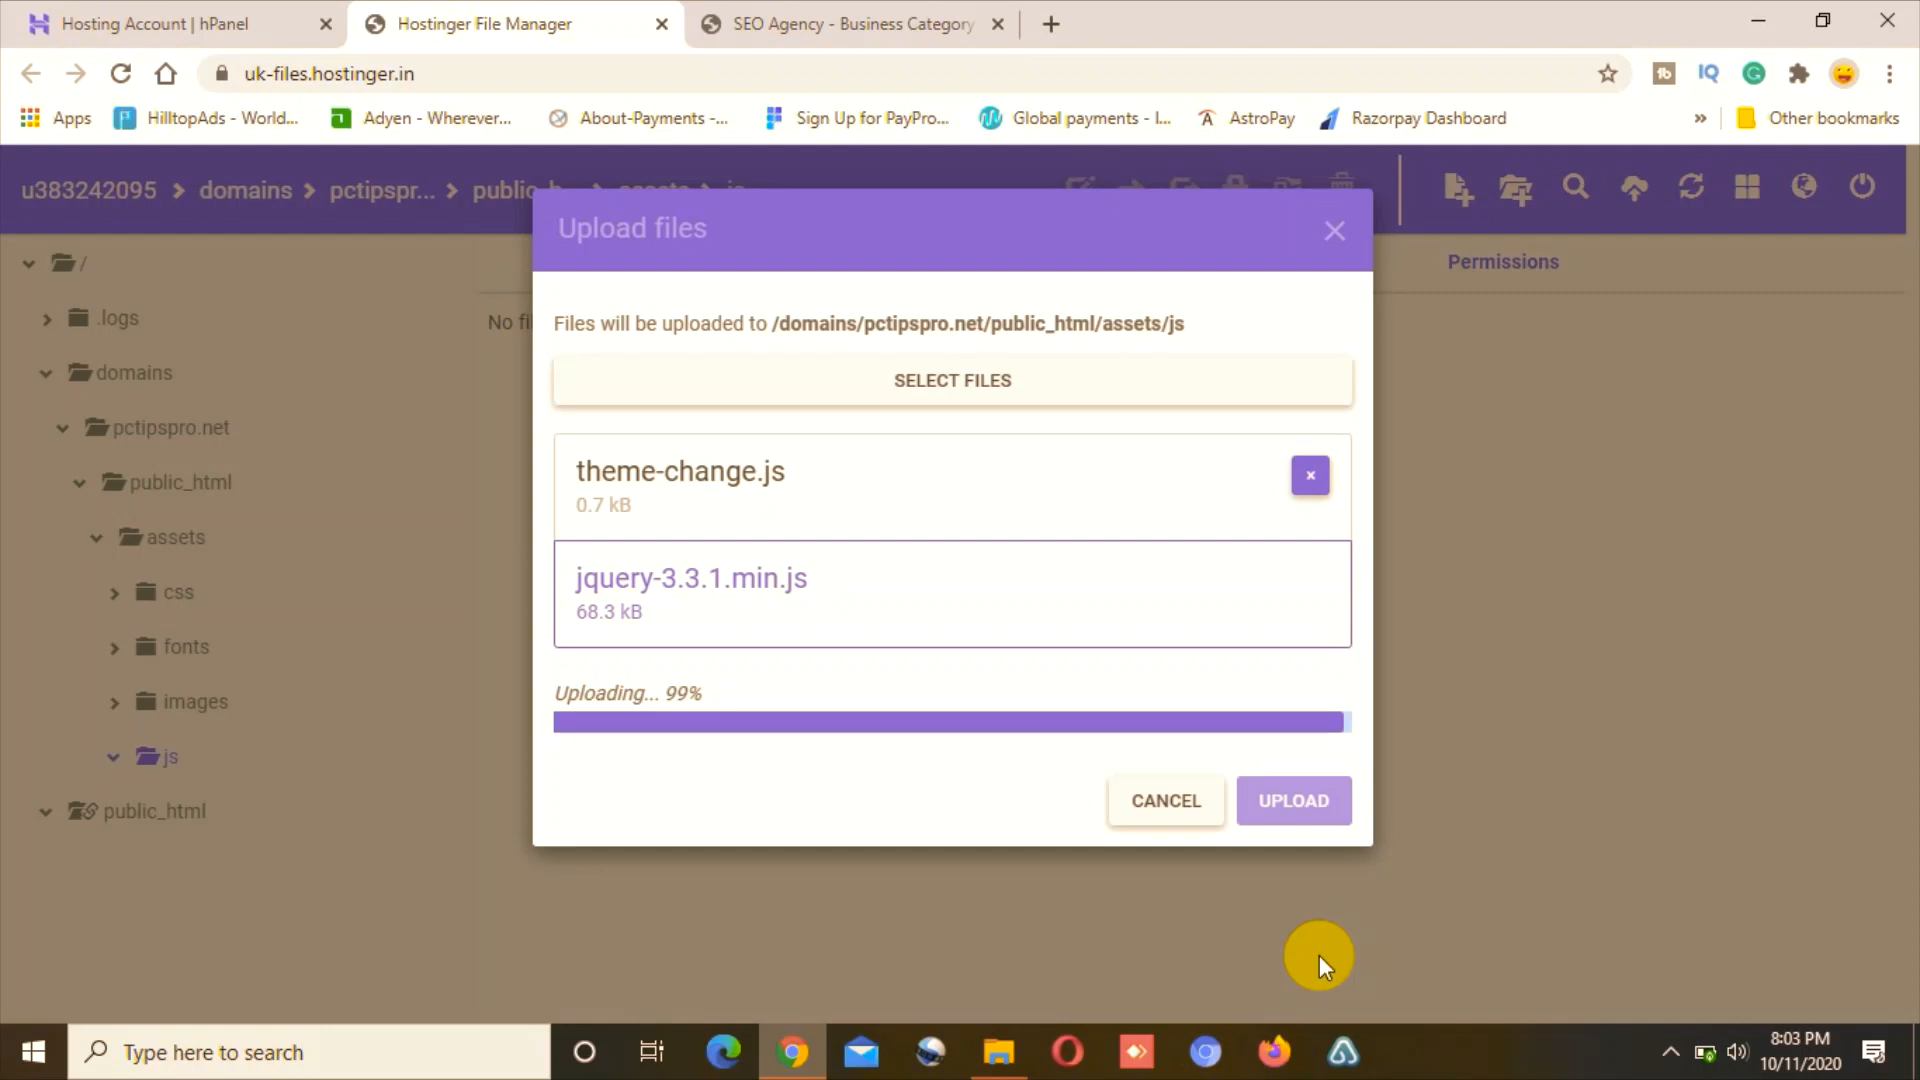 Hosting Account | hPanel
Hostinger File Manager
SEO Agency - Business Category
uk-files.hostinger.in
Apps
HilltopAds - World...
Adyen - Wherever...
About-Payments -...
Sign Up for PayPro...
Global payments - I...
AstroPay
Razorpay Dashboard
»
Other bookmarks
u383242095 > domains > pctipspr... >
Upload files
Permissions
/
.logs
domains
pctipspro.net
public_html
assets
css
fonts
images
js
public_html
Files will be uploaded to /domains/pctipspro.net/public_html/assets/js
SELECT FILES
theme-change.js
0.7 kB
jquery-3.3.1.min.js
68.3 kB
Uploading... 99%
CANCEL
UPLOAD
Type here to search
8:03 PM
10/11/2020